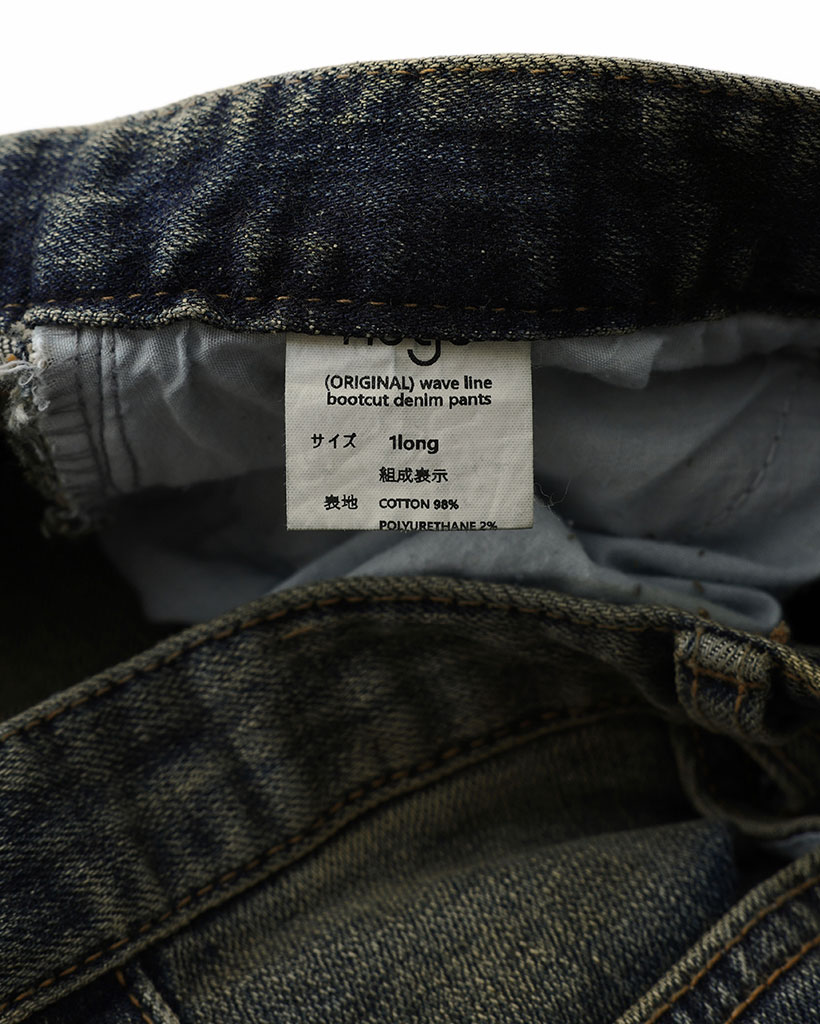 (ORIGINAL) wave line
bootcut denim pants
サイズ 1long
組成表示
表地 COTTON 98%
POLYURETHANE 2%